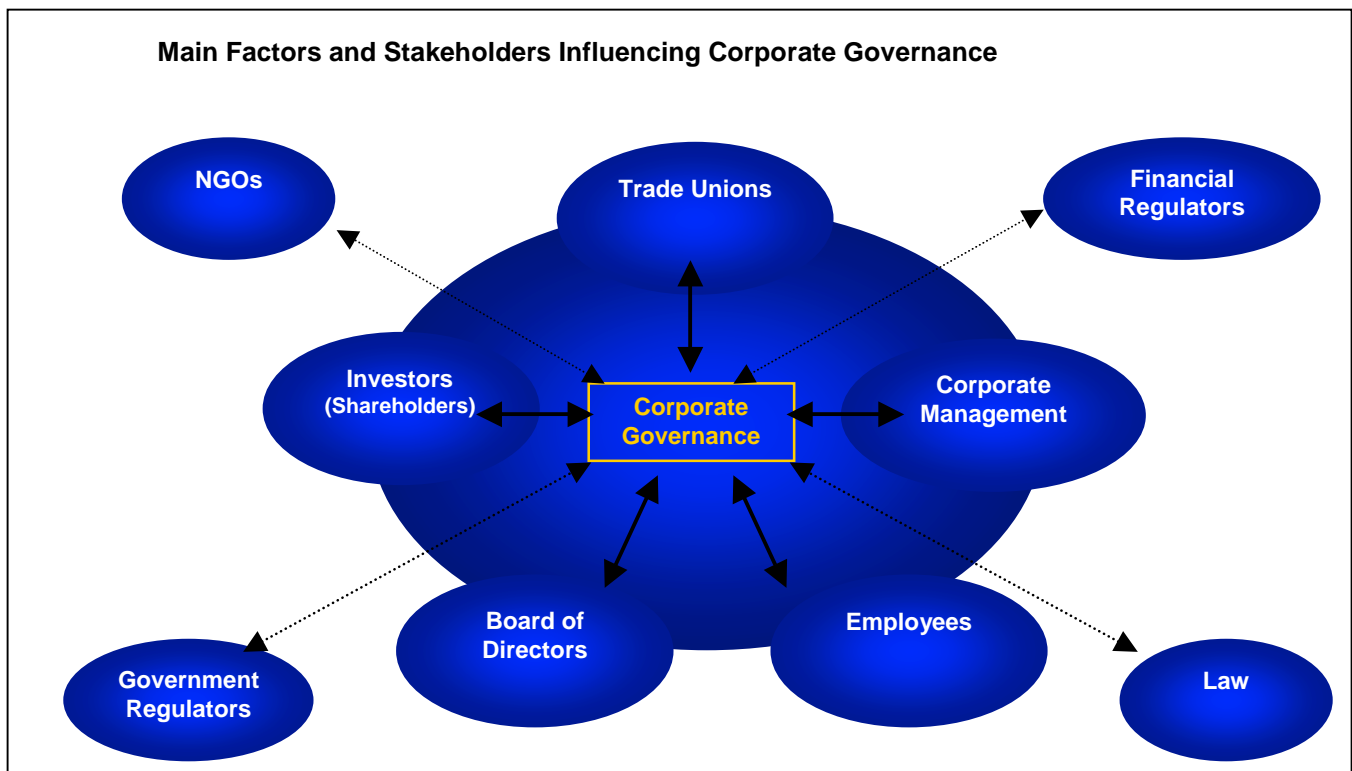 Main Factors and Stakeholders Influencing Corporate Governance
NGOs
Trade Unions
Financial
Regulators
Investors
(Shareholders)
Corporate
Governance
Corporate
Management
Board of
Directors
Employees
Government
Regulators
Law